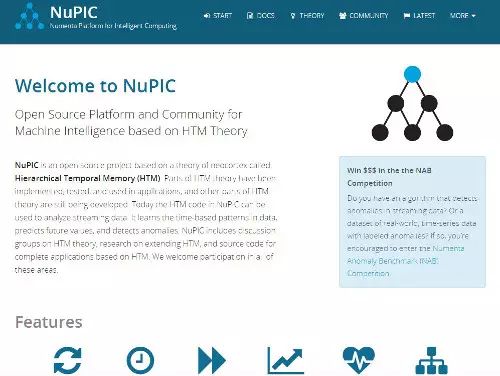 NuPIC
Numenta Platform for Intelligent Computing
START DOCS THEORY COMMUNITY LATEST MORE
Welcome to NuPIC
Open Source Platform and Community for
Machine Intelligence based on HTM Theory
NuPIC is an open source project based on a theory of neocortex called
Hierarchical Temporal Memory (HTM). Parts of HTM theory have been
implemented, tested, and used in applications, and other parts of HTM
theory are still being developed. Today the HTM code in NuPIC can be
used to analyze streaming data. It learns the time-based patterns in data,
predicts future values, and detects anomalies. NuPIC includes discussion
groups on HTM theory, research on extending HTM, and source code for
complete applications based on HTM. We welcome participation in all of
these areas.
Win $$$ in the the NAB
Competition
Do you have an algorithm that detects
anomalies in streaming data? Or a
dataset of real-world, time-series data
with labeled anomalies? If so, you're
encouraged to enter the Numenta
Anomaly Benchmark (NAB)
Competition.
Features